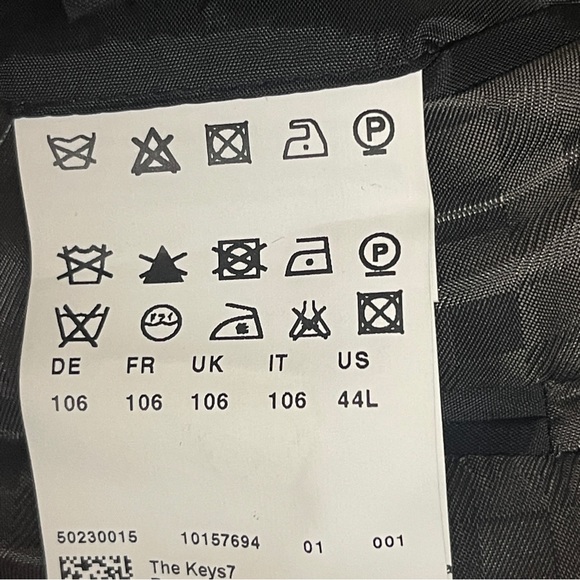 P
P
DE FR UK IT US
106 106 106 106 44L
50230015 10157694 01 001
The Keys7